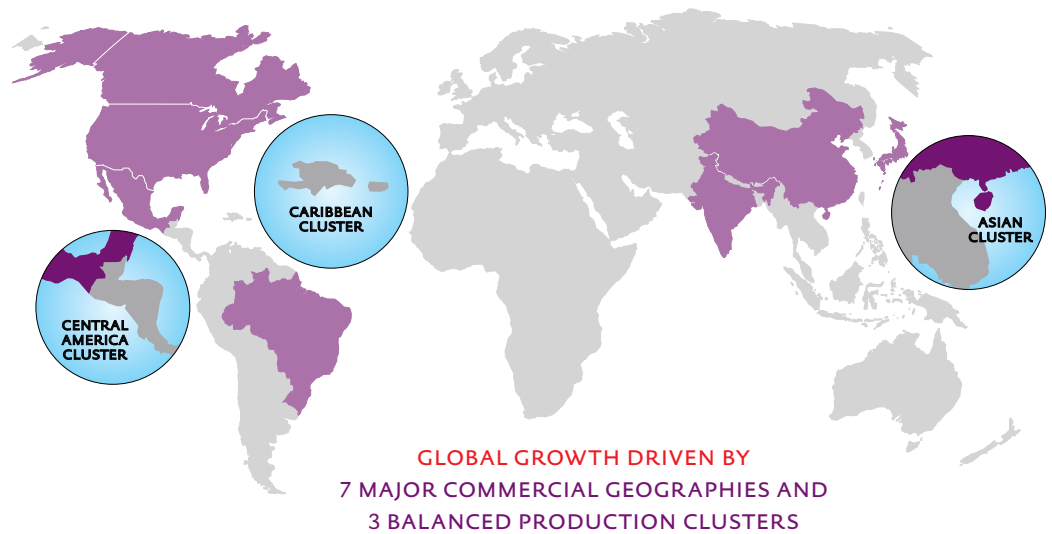 CARIBBEAN
CLUSTER
ASIAN
CLUSTER
CENTRAL
AMERICA
CLUSTER
GLOBAL GROWTH DRIVEN BY
7 MAJOR COMMERCIAL GEOGRAPHIES AND
3 BALANCED PRODUCTION CLUSTERS